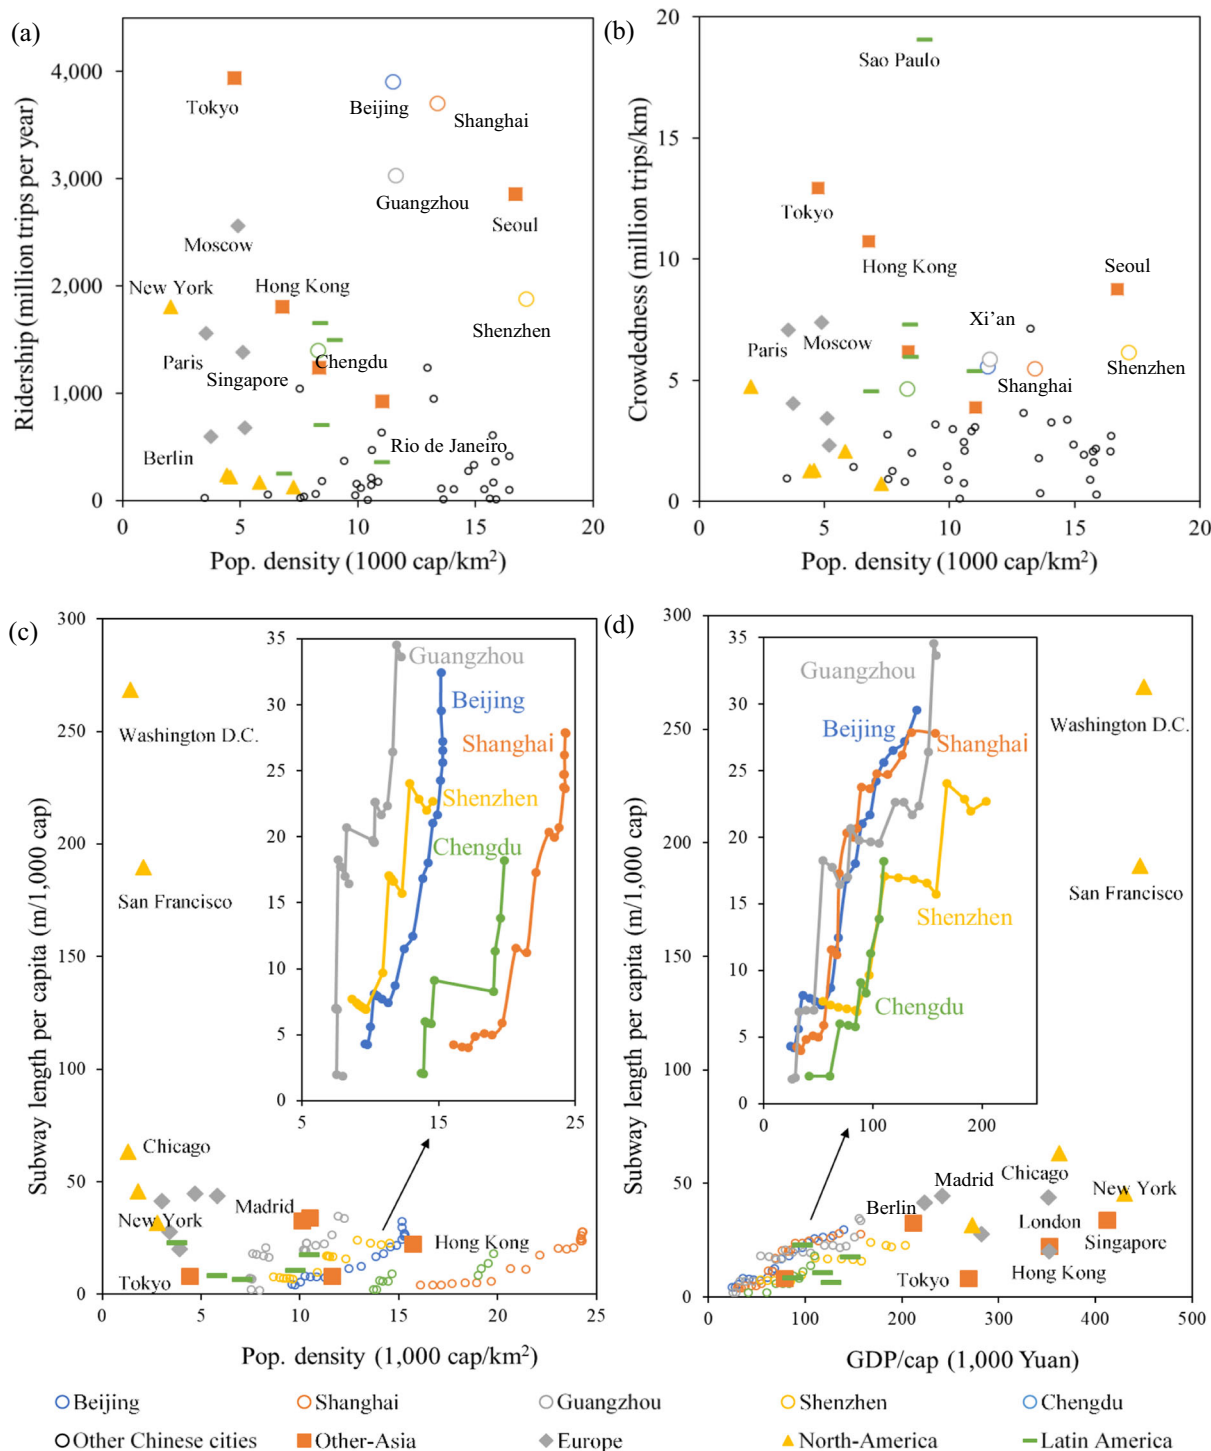 (a)
Ridership (million trips per year)
4,000
3,000
2,000
1,000
0
Tokyo
Beijing
Shanghai
Guangzhou
Seoul
Moscow
New York
Hong Kong
Shenzhen
Paris
Chengdu
Singapore
Berlin
Rio de Janeiro
0 5 10 15 20
Pop. density (1000 cap/km²)
(b)
Crowdedness (million trips/km)
20
15
10
5
0
Sao Paulo
Tokyo
Hong Kong
Seoul
Xi'an
Paris
Moscow
Shanghai
Shenzhen
0 5 10 15 20
Pop. density (1000 cap/km²)
(c)
Subway length per capita (m/1,000 cap)
300
250
200
150
100
50
0
Washington D.C.
San Francisco
Chicago
New York
Madrid
Hong Kong
Tokyo
35
30
25
20
15
10
5
0
Guangzhou
Beijing
Shanghai
Shenzhen
Chengdu
5 15 25
0 5 10 15 20 25
Pop. density (1,000 cap/km²)
(d)
Subway length per capita (m/1,000 cap)
300
250
200
150
100
50
0
Washington D.C.
San Francisco
Chicago
Madrid
New York
Berlin
London
Singapore
Tokyo
Hong Kong
35
30
25
20
15
10
5
0
Guangzhou
Beijing
Shanghai
Shenzhen
Chengdu
0 100 200
0 100 200 300 400 500
GDP/cap (1,000 Yuan)
Beijing Shanghai Guangzhou Shenzhen Chengdu
Other Chinese cities Other-Asia Europe North-America Latin America